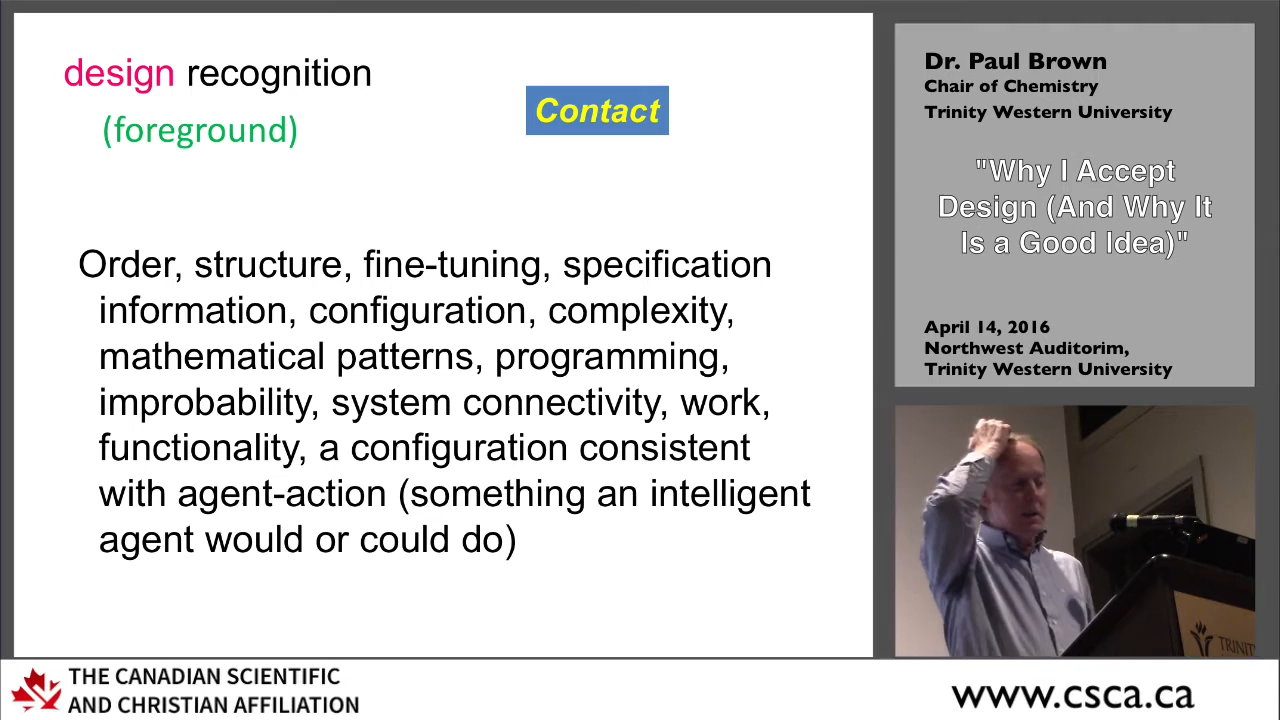 design recognition
(foreground)
Contact
Order, structure, fine-tuning, specification
information, configuration, complexity,
mathematical patterns, programming,
improbability, system connectivity, work,
functionality, a configuration consistent
with agent-action (something an intelligent
agent would or could do)
Dr. Paul Brown
Chair of Chemistry
Trinity Western University
"Why I Accept
Design (And Why It
Is a Good Idea)"
April 14, 2016
Northwest Auditorim,
Trinity Western University
TRINIT
THE CANADIAN SCIENTIFIC
AND CHRISTIAN AFFILIATION
www.csca.ca